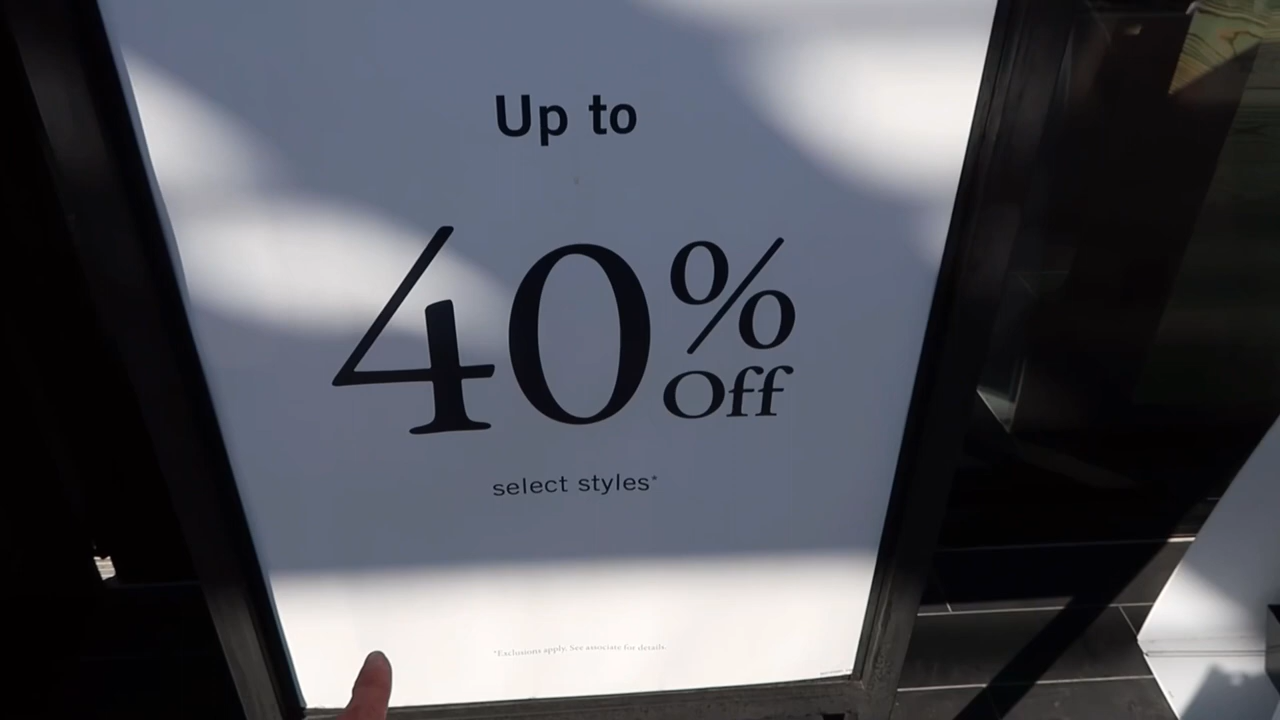 Up to
40% Off
select styles*
*Exclusions apply. See associate for details.